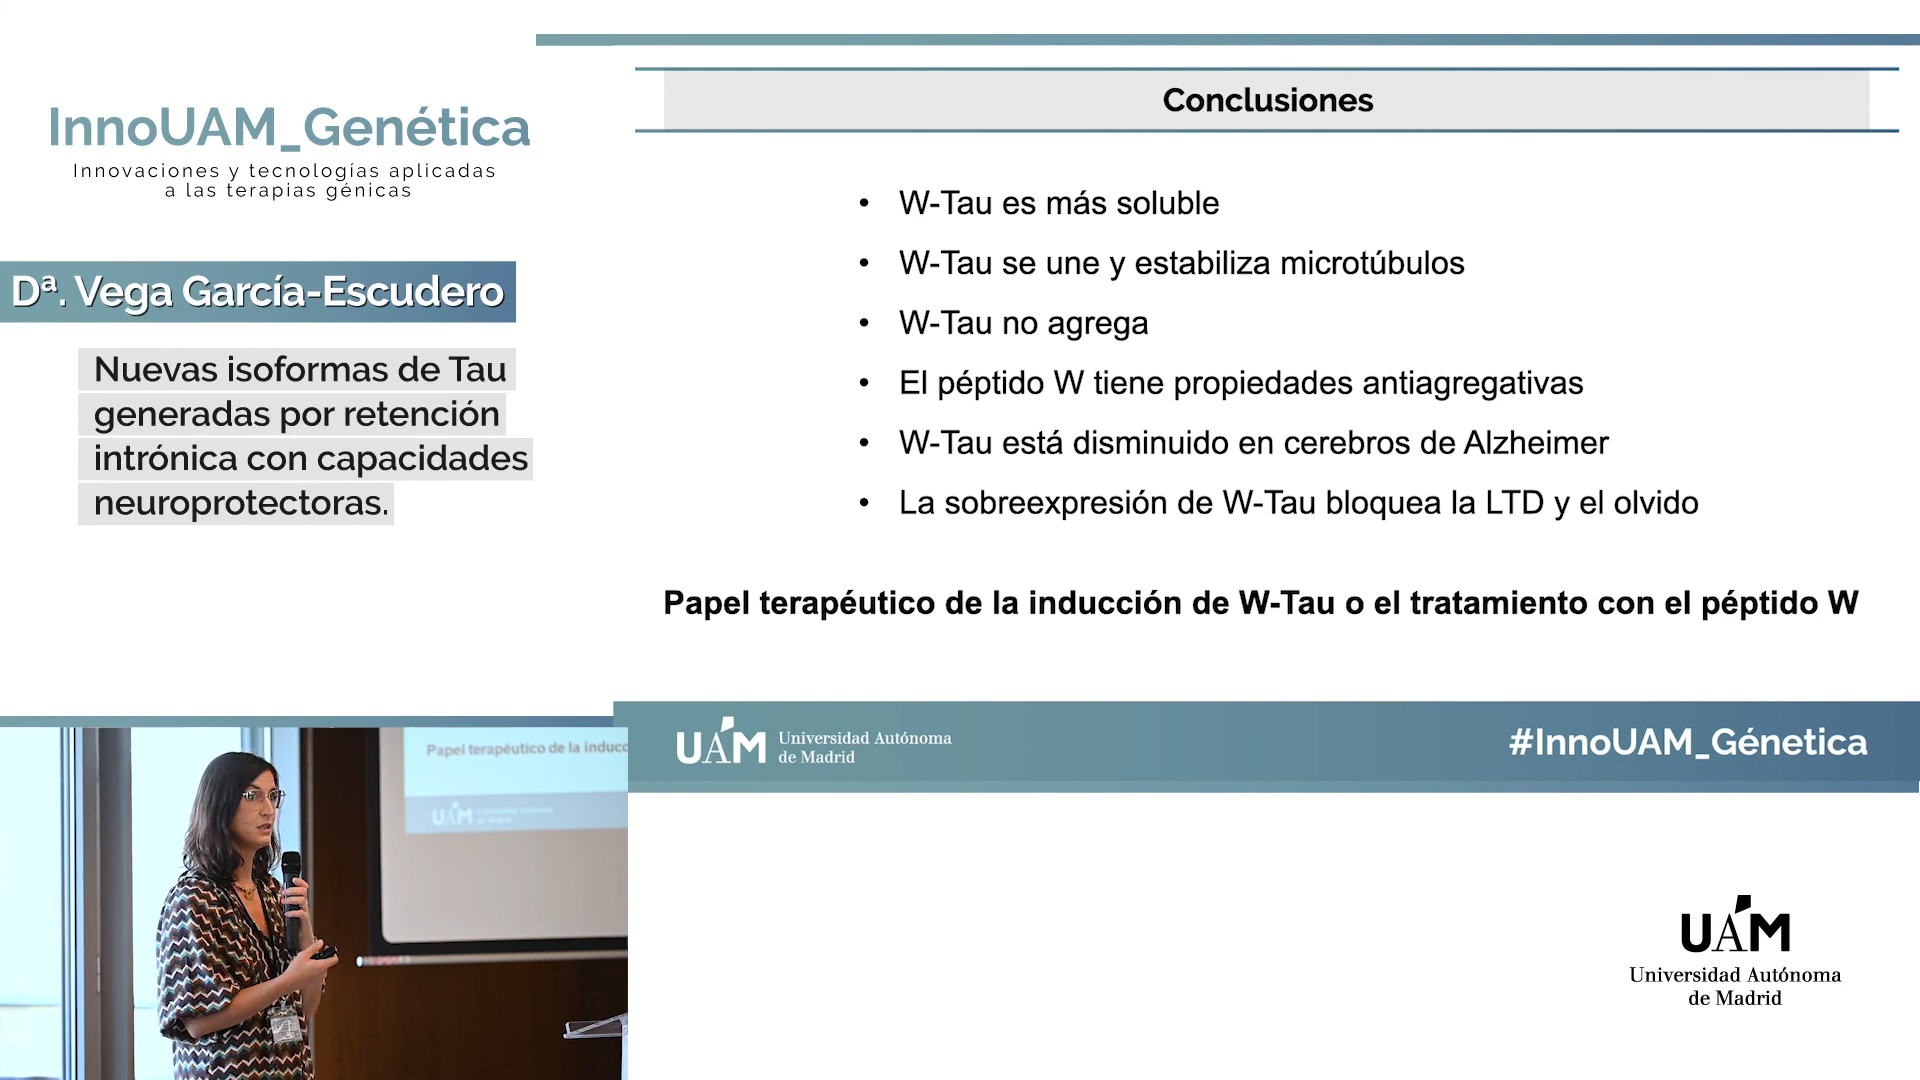 InnoUAM_Genética
Innovaciones y tecnologías aplicadas
a las terapias génicas
Dª. Vega García-Escudero
Nuevas isoformas de Tau
generadas por retención
intrónica con capacidades
neuroprotectoras.
Conclusiones
• W-Tau es más soluble
• W-Tau se une y estabiliza microtúbulos
• W-Tau no agrega
• El péptido W tiene propiedades antiagregativas
• W-Tau está disminuido en cerebros de Alzheimer
• La sobreexpresión de W-Tau bloquea la LTD y el olvido
Papel terapéutico de la inducción de W-Tau o el tratamiento con el péptido W
UAM Universidad Autónoma
de Madrid
#InnoUAM_Génetica
Papel terapéutico de la induc
UAM
UAM
Universidad Autónoma
de Madrid